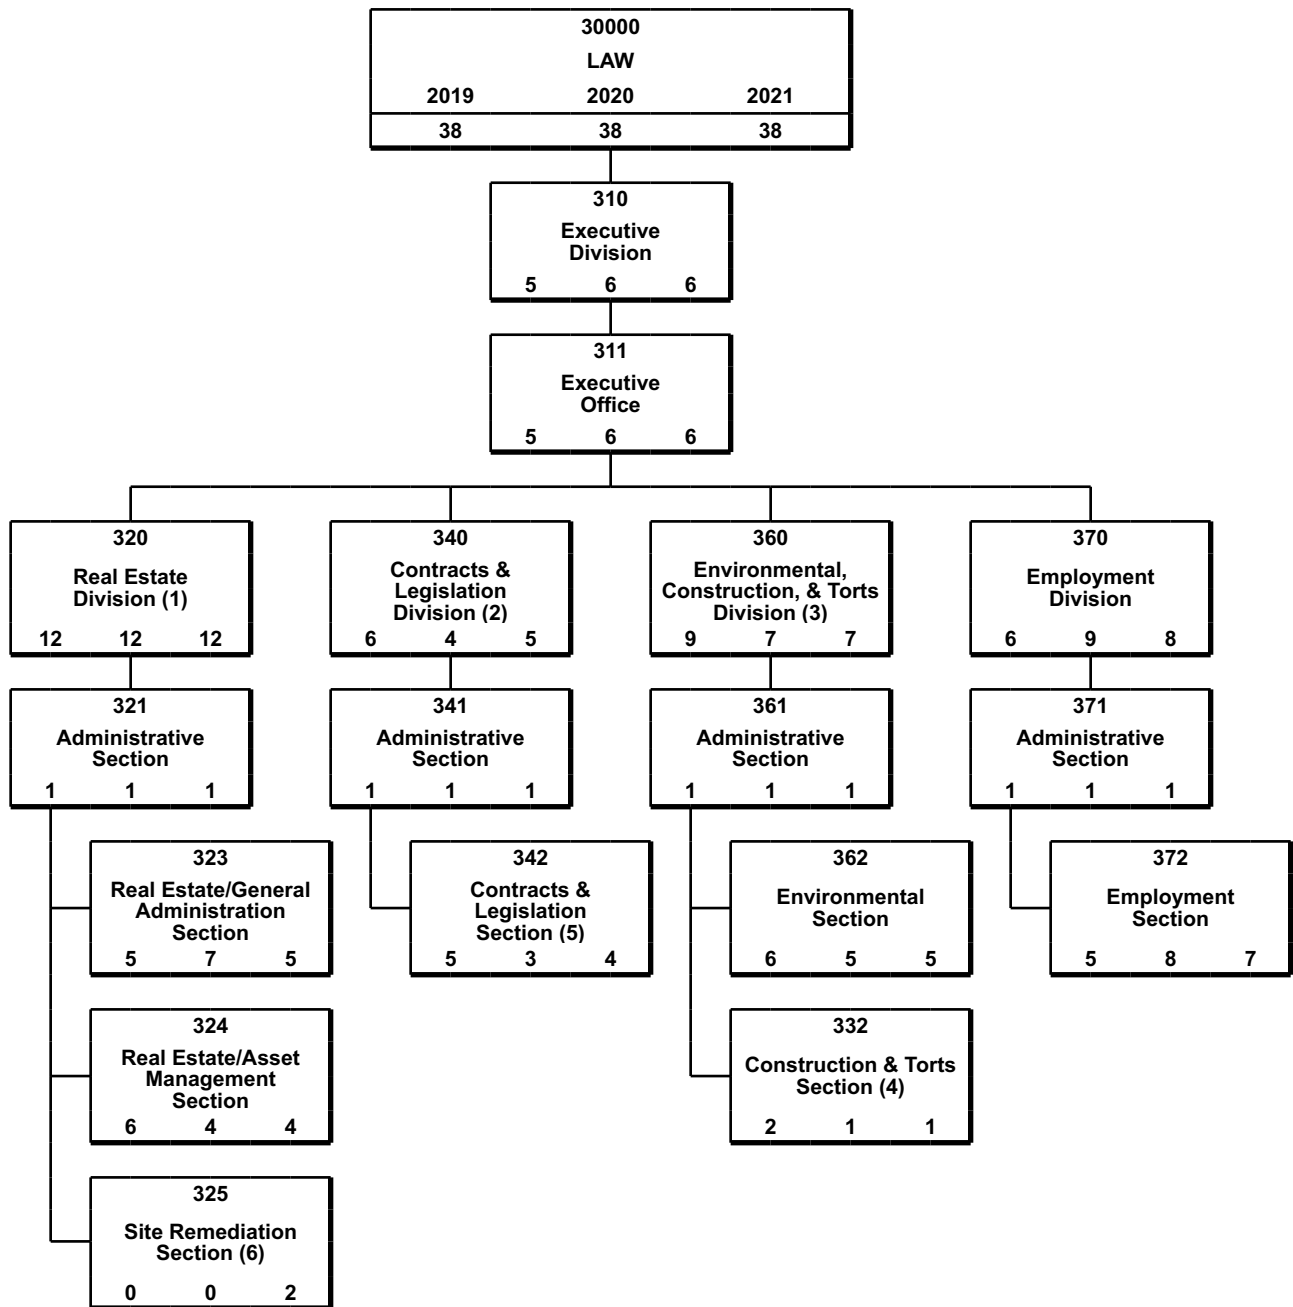 30000
LAW
2019 2020 2021
38 38 38
310
Executive
Division
5 6 6
311
Executive
Office
5 6 6
320
Real Estate
Division (1)
12 12 12
340
Contracts &
Legislation
Division (2)
6 4 5
360
Environmental,
Construction, & Torts
Division (3)
9 7 7
370
Employment
Division
6 9 8
321
Administrative
Section
1 1 1
341
Administrative
Section
1 1 1
361
Administrative
Section
1 1 1
371
Administrative
Section
1 1 1
323
Real Estate/General
Administration
Section
5 7 5
342
Contracts &
Legislation
Section (5)
5 3 4
362
Environmental
Section
6 5 5
372
Employment
Section
5 8 7
324
Real Estate/Asset
Management
Section
6 4 4
332
Construction & Torts
Section (4)
2 1 1
325
Site Remediation
Section (6)
0 0 2